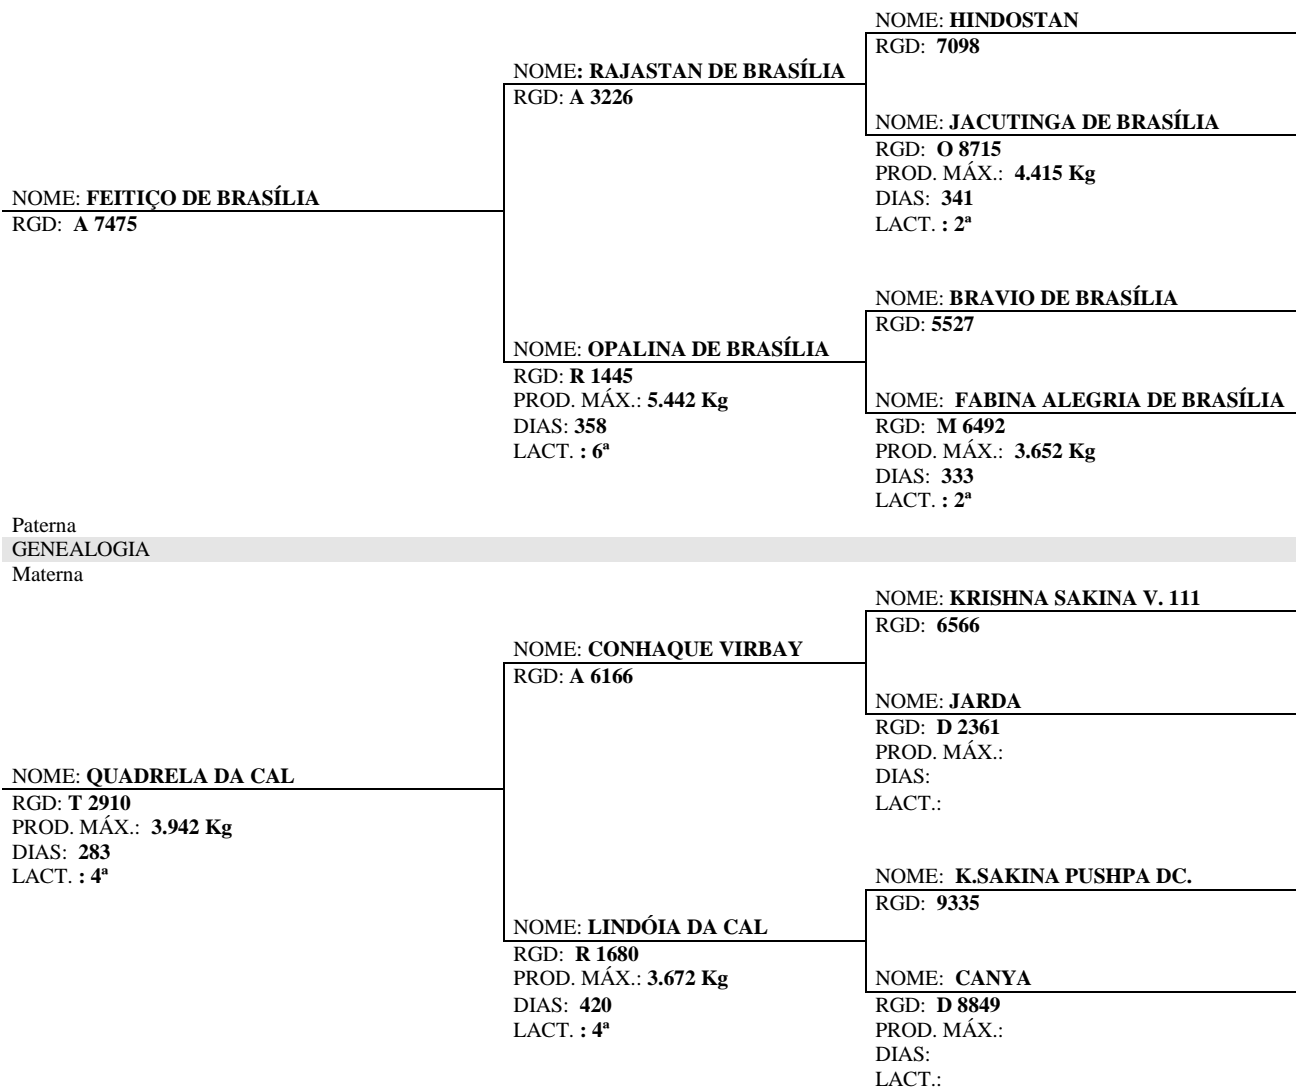 NOME: HINDOSTAN
RGD: 7098
NOME: RAJASTAN DE BRASÍLIA
RGD: A 3226
NOME: JACUTINGA DE BRASÍLIA
RGD: O 8715
PROD. MÁX.: 4.415 Kg
DIAS: 341
LACT. : 2ª
NOME: FEITIÇO DE BRASÍLIA
RGD: A 7475
NOME: BRAVIO DE BRASÍLIA
RGD: 5527
NOME: OPALINA DE BRASÍLIA
RGD: R 1445
PROD. MÁX.: 5.442 Kg
DIAS: 358
LACT. : 6ª
NOME: FABINA ALEGRIA DE BRASÍLIA
RGD: M 6492
PROD. MÁX.: 3.652 Kg
DIAS: 333
LACT. : 2ª
Paterna
GENEALOGIA
Materna
NOME: KRISHNA SAKINA V. 111
RGD: 6566
NOME: CONHAQUE VIRBAY
RGD: A 6166
NOME: JARDA
RGD: D 2361
PROD. MÁX.:
DIAS:
LACT.:
NOME: QUADRELA DA CAL
RGD: T 2910
PROD. MÁX.: 3.942 Kg
DIAS: 283
LACT. : 4ª
NOME: K.SAKINA PUSHPA DC.
RGD: 9335
NOME: LINDÓIA DA CAL
RGD: R 1680
PROD. MÁX.: 3.672 Kg
DIAS: 420
LACT. : 4ª
NOME: CANYA
RGD: D 8849
PROD. MÁX.:
DIAS:
LACT.: